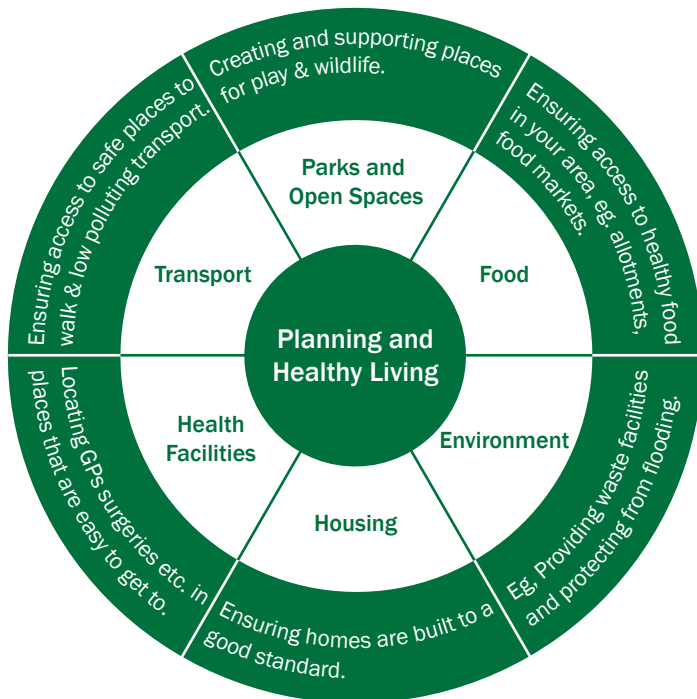 Creating and supporting places
for play & wildlife.
Parks and
Open Spaces
Ensuring access to healthy food
in your area, eg. allotments,
food markets.
Food
Eg, Providing waste facilities
and protecting from flooding.
Environment
Ensuring homes are built to a
good standard.
Housing
Locating GPs surgeries etc. in
places that are easy to get to.
Health
Facilities
Ensuring access to safe places to
walk & low polluting transport.
Transport
Planning and
Healthy Living